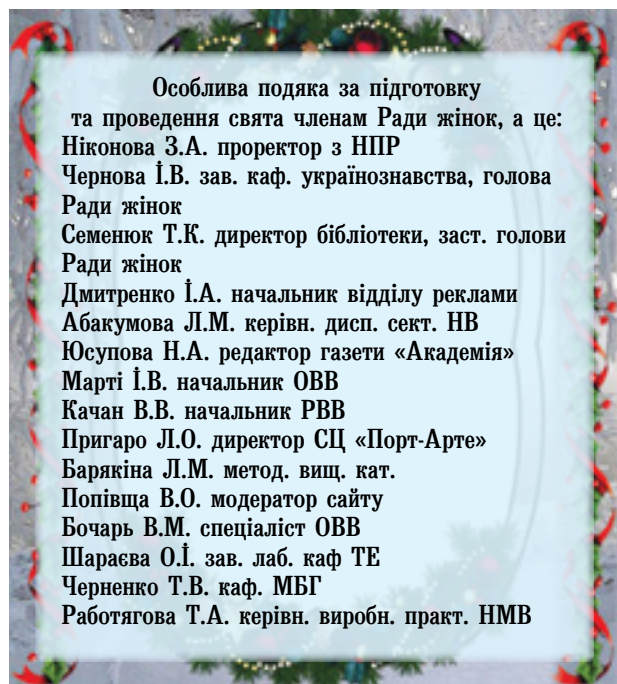 Особлива подяка за підготовку
та проведення свята членам Ради жінок, а це:
Ніконова З.А. проректор з НПР
Чернова І.В. зав. каф. українознавства, голова
Ради жінок
Семенюк Т.К. директор бібліотеки, заст. голови
Ради жінок
Дмитренко І.А. начальник відділу реклами
Абакумова Л.М. керівн. дисп. сект. НВ
Юсупова Н.А. редактор газети «Академія»
Марті І.В. начальник ОВВ
Качан В.В. начальник РВВ
Пригаро Л.О. директор СЦ «Порт-Арте»
Барякіна Л.М. метод. вищ. кат.
Попівща В.О. модератор сайту
Бочарь В.М. спеціаліст ОВВ
Шараєва О.І. зав. лаб. каф ТЕ
Черненко Т.В. каф. МБГ
Работягова Т.А. керівн. виробн. практ. НМВ